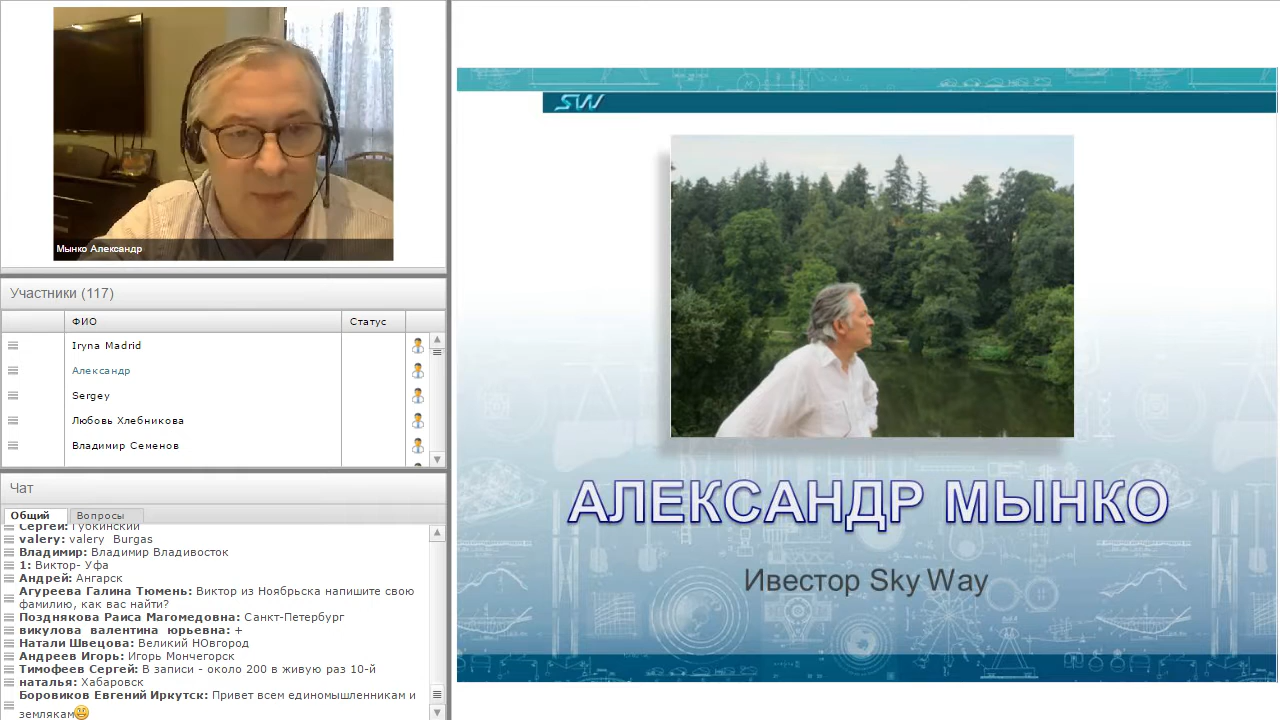 Мынко Александр
Участники (117)
ФИО Статус
Iryna Madrid
Александр
Sergey
Любовь Хлебникова
Владимир Семенов
Чат
Общий Вопросы
Сергей: Губкинский
valery: valery Burgas
Владимир: Владимир Владивосток
1: Виктор- Уфа
Андрей: Ангарск
Агуреева Галина Тюмень: Виктор из Ноябрьска напишите свою
фамилию, как вас найти?
Позднякова Раиса Магомедовна: Санкт-Петербург
викулова валентина юрьевна: +
Натали Швецова: Великий НОвгород
Андреев Игорь: Игорь Мончегорск
Тимофеев Сергей: В записи - около 200 в живую раз 10-й
наталья: Хабаровск
Боровиков Евгений Иркутск: Привет всем единомышленникам и
землякам
SW
АЛЕКСАНДР МЫНКО
Ивестор Sky Way